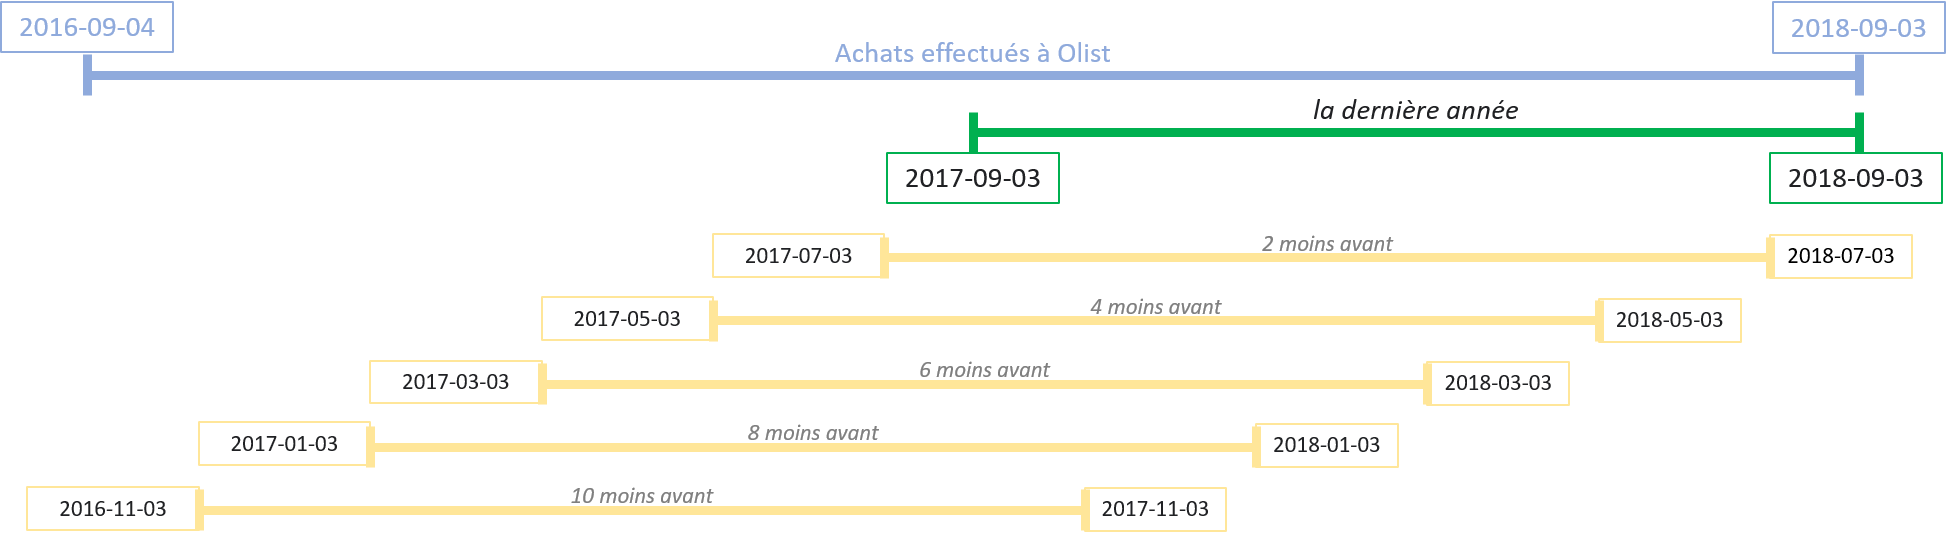 2016-09-04
2018-09-03
Achats effectués à Olist
la dernière année
2017-09-03
2018-09-03
2017-07-03
2 moins avant
2018-07-03
2017-05-03
4 moins avant
2018-05-03
2017-03-03
6 moins avant
2018-03-03
2017-01-03
8 moins avant
2018-01-03
2016-11-03
10 moins avant
2017-11-03